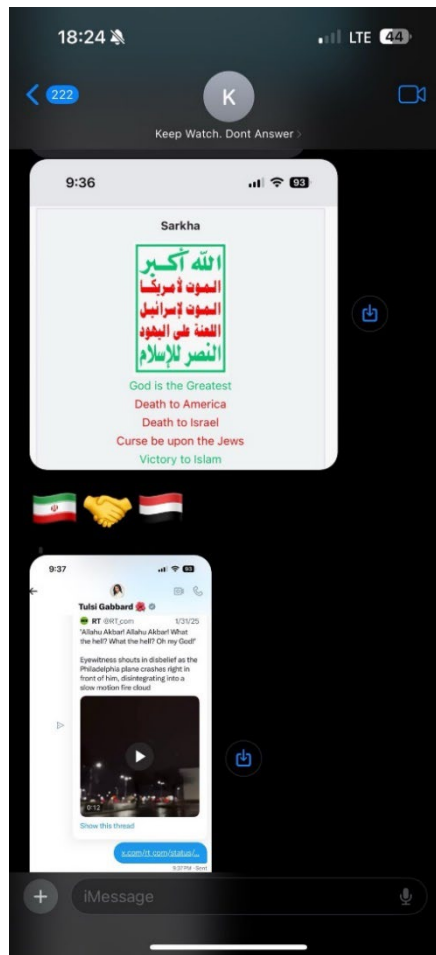 18:24
LTE 44
222
K
Keep Watch. Dont Answer
9:36
93
Sarkha
الله أكبر
الموت لأمريكا
الموت لإسرائيل
اللعنة على اليهود
النصر للإسلام
God is the Greatest
Death to America
Death to Israel
Curse be upon the Jews
Victory to Islam
9:37
93
Tulsi Gabbard
RT @RT_com 1/31/25
"Allahu Akbar! Allahu Akbar! What
the hell? What the hell? Oh my God!"
Eyewitness shouts in disbelief as the
Philadelphia plane crashes right in
front of him, disintegrating into a
slow motion fire cloud
0:12
Show this thread
x.com/rt_com/status/...
9:37 PM · Sent
iMessage